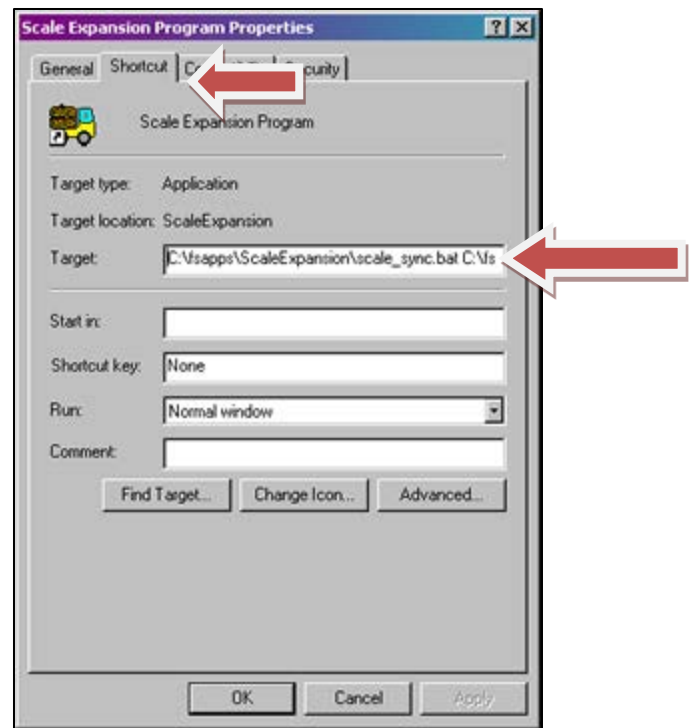 Scale Expansion Program Properties
General Shortcut Security
Scale Expansion Program
Target type: Application
Target location: ScaleExpansion
Target: C:\fsapps\ScaleExpansion\scale_sync.bat C:\fs
Start in:
Shortcut key: None
Run: Normal window
Comment:
Find Target... Change Icon... Advanced...
OK Cancel Apply